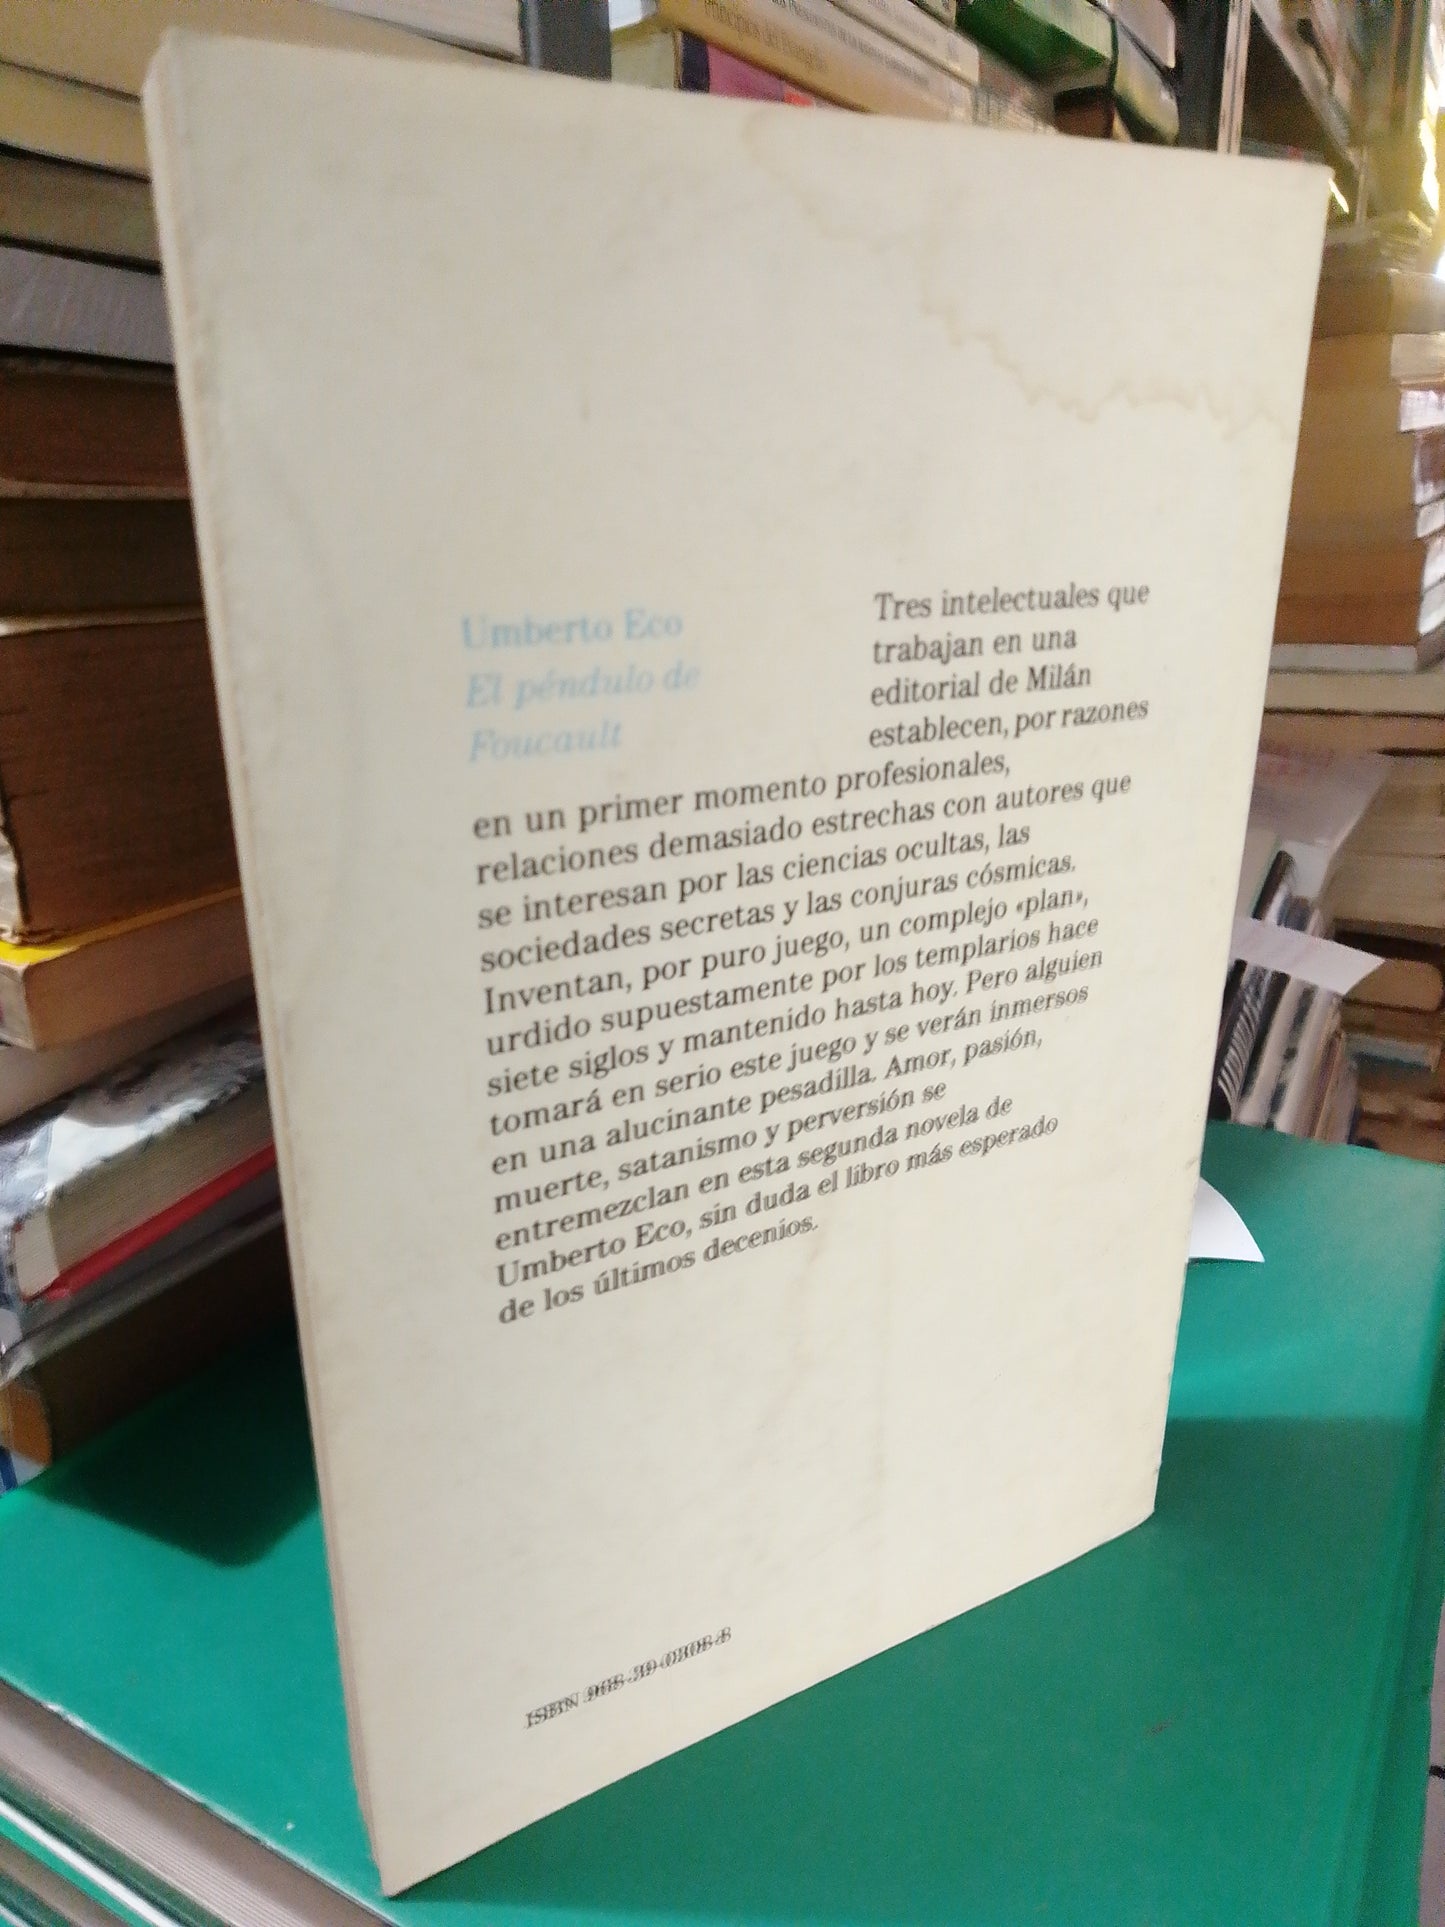 Umberto Eco
El péndulo de
Foucault
Tres intelectuales que
trabajan en una
editorial de Milán
establecen, por razones
en un primer momento profesionales,
relaciones demasiado estrechas con autores que
se interesan por las ciencias ocultas, las
sociedades secretas y las conjuras cósmicas.
Inventan, por puro juego, un complejo «plan»,
urdido supuestamente por los templarios hace
siete siglos y mantenido hasta hoy. Pero alguien
tomará en serio este juego y se verán inmersos
en una alucinante pesadilla. Amor, pasión,
muerte, satanismo y perversión se
entremezclan en esta segunda novela de
Umberto Eco, sin duda el libro más esperado
de los últimos decenios.
ISBN